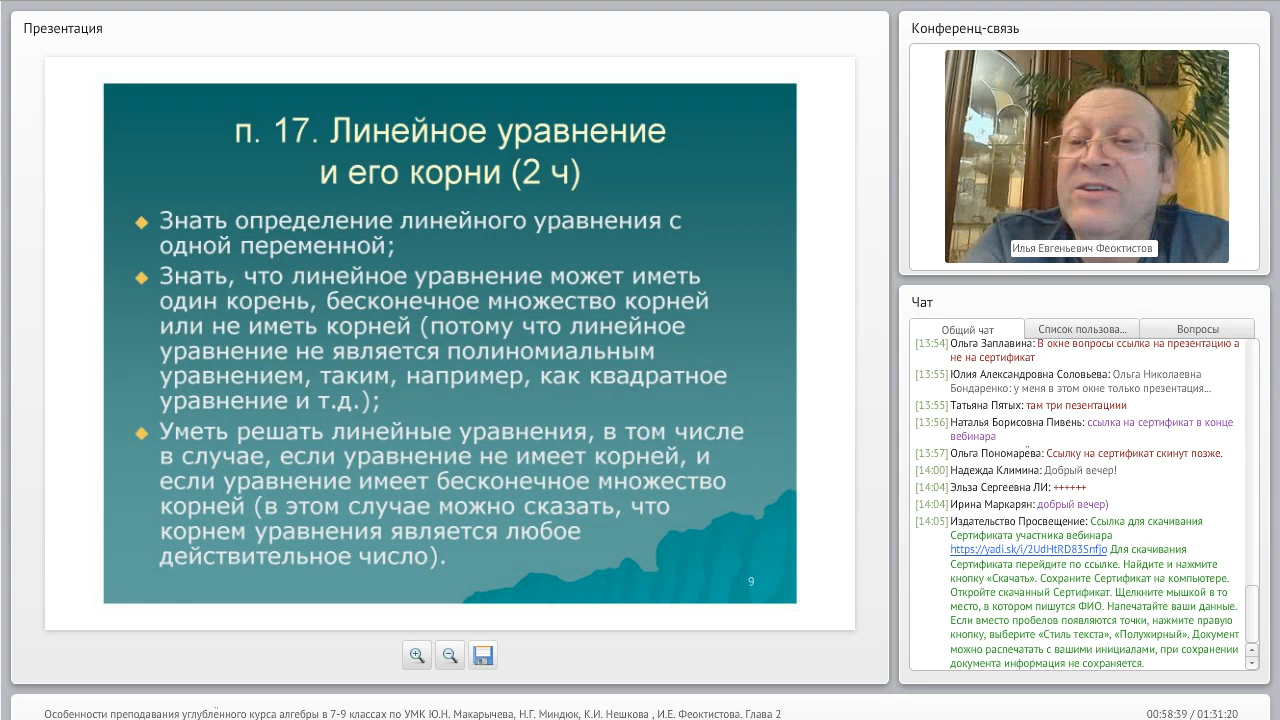 Презентация
п. 17. Линейное уравнение
и его корни (2 ч)
Знать определение линейного уравнения с
одной переменной;
Знать, что линейное уравнение может иметь
один корень, бесконечное множество корней
или не иметь корней (потому что линейное
уравнение не является полиномиальным
уравнением, таким, например, как квадратное
уравнение и т.д.);
Уметь решать линейные уравнения, в том числе
в случае, если уравнение не имеет корней, и
если уравнение имеет бесконечное множество
корней (в этом случае можно сказать, что
корнем уравнения является любое
действительное число).
9
Конференц-связь
Илья Евгеньевич Феоктистов
Чат
Общий чат
Список пользова...
Вопросы
[13:54] Ольга Заплавина: В окне вопросы ссылка на презентацию а
не на сертификат
[13:55] Юлия Александровна Соловьева: Ольга Николаевна
Бондаренко: у меня в этом окне только презентация...
[13:55] Татьяна Пятых: там три пезентациии
[13:56] Наталья Борисовна Пивень: ссылка на сертификат в конце
вебинара
[13:57] Ольга Пономарёва: Ссылку на сертификат скинут позже.
[14:00] Надежда Климина: Добрый вечер!
[14:04] Эльза Сергеевна ЛИ: ++++++
[14:04] Ирина Маркарян: добрый вечер)
[14:05] Издательство Просвещение: Ссылка для скачивания
Сертификата участника вебинара
https://yadi.sk/i/2UdHtRD83Snfjo Для скачивания
Сертификата перейдите по ссылке. Найдите и нажмите
кнопку «Скачать». Сохраните Сертификат на компьютере.
Откройте скачанный Сертификат. Щелкните мышкой в то
место, в котором пишутся ФИО. Напечатайте ваши данные.
Если вместо пробелов появляются точки, нажмите правую
кнопку, выберите «Стиль текста», «Полужирный». Документ
можно распечатать с вашими инициалами, при сохранении
документа информация не сохраняется.
Особенности преподавания углублённого курса алгебры в 7-9 классах по УМК Ю.Н. Макарычева, Н.Г. Миндюк, К.И. Нешкова , И.Е. Феоктистова. Глава 2
00:58:39 / 01:31:20